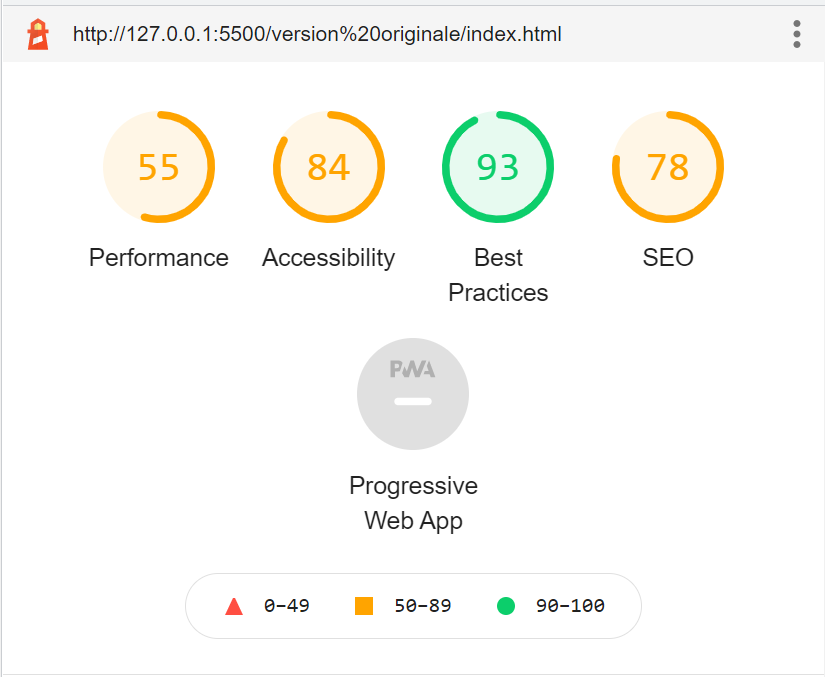 http://127.0.0.1:5500/version%20originale/index.html
55 84 93 78
Performance Accessibility Best Practices SEO
PWA
Progressive
Web App
0–49 50–89 90–100